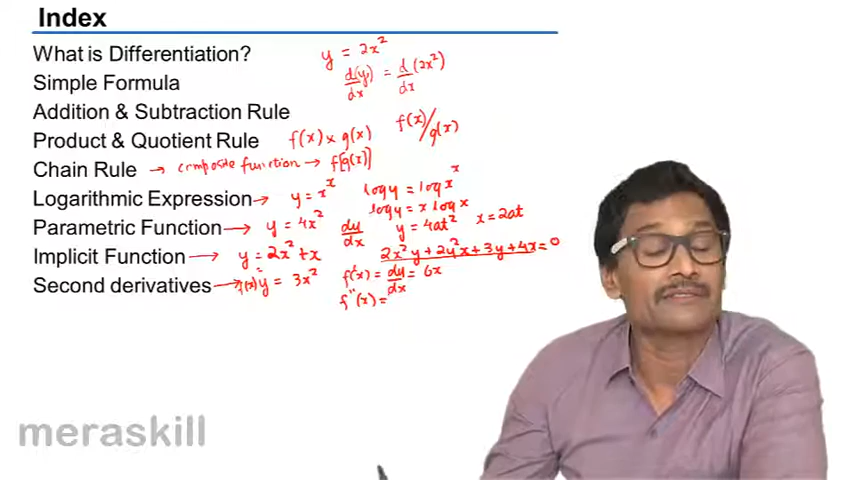 Index
What is Differentiation? y = 2x²
d(y)/dx = d/dx (2x²)
Simple Formula
Addition & Subtraction Rule
Product & Quotient Rule f(x) × g(x) f(x)/g(x)
Chain Rule → composite function → f[g(x)]
Logarithmic Expression → y = x^x log y = log x^x
log y = x log x
Parametric Function → y = 4x² dy/dx y = 4at² x = 2at
Implicit Function → y = 2x² + x 2x²y + 2y²x + 3y + 4x = 0
Second derivatives → f(x) = y = 3x² f'(x) = dy/dx = 6x
f''(x) =
meraskill